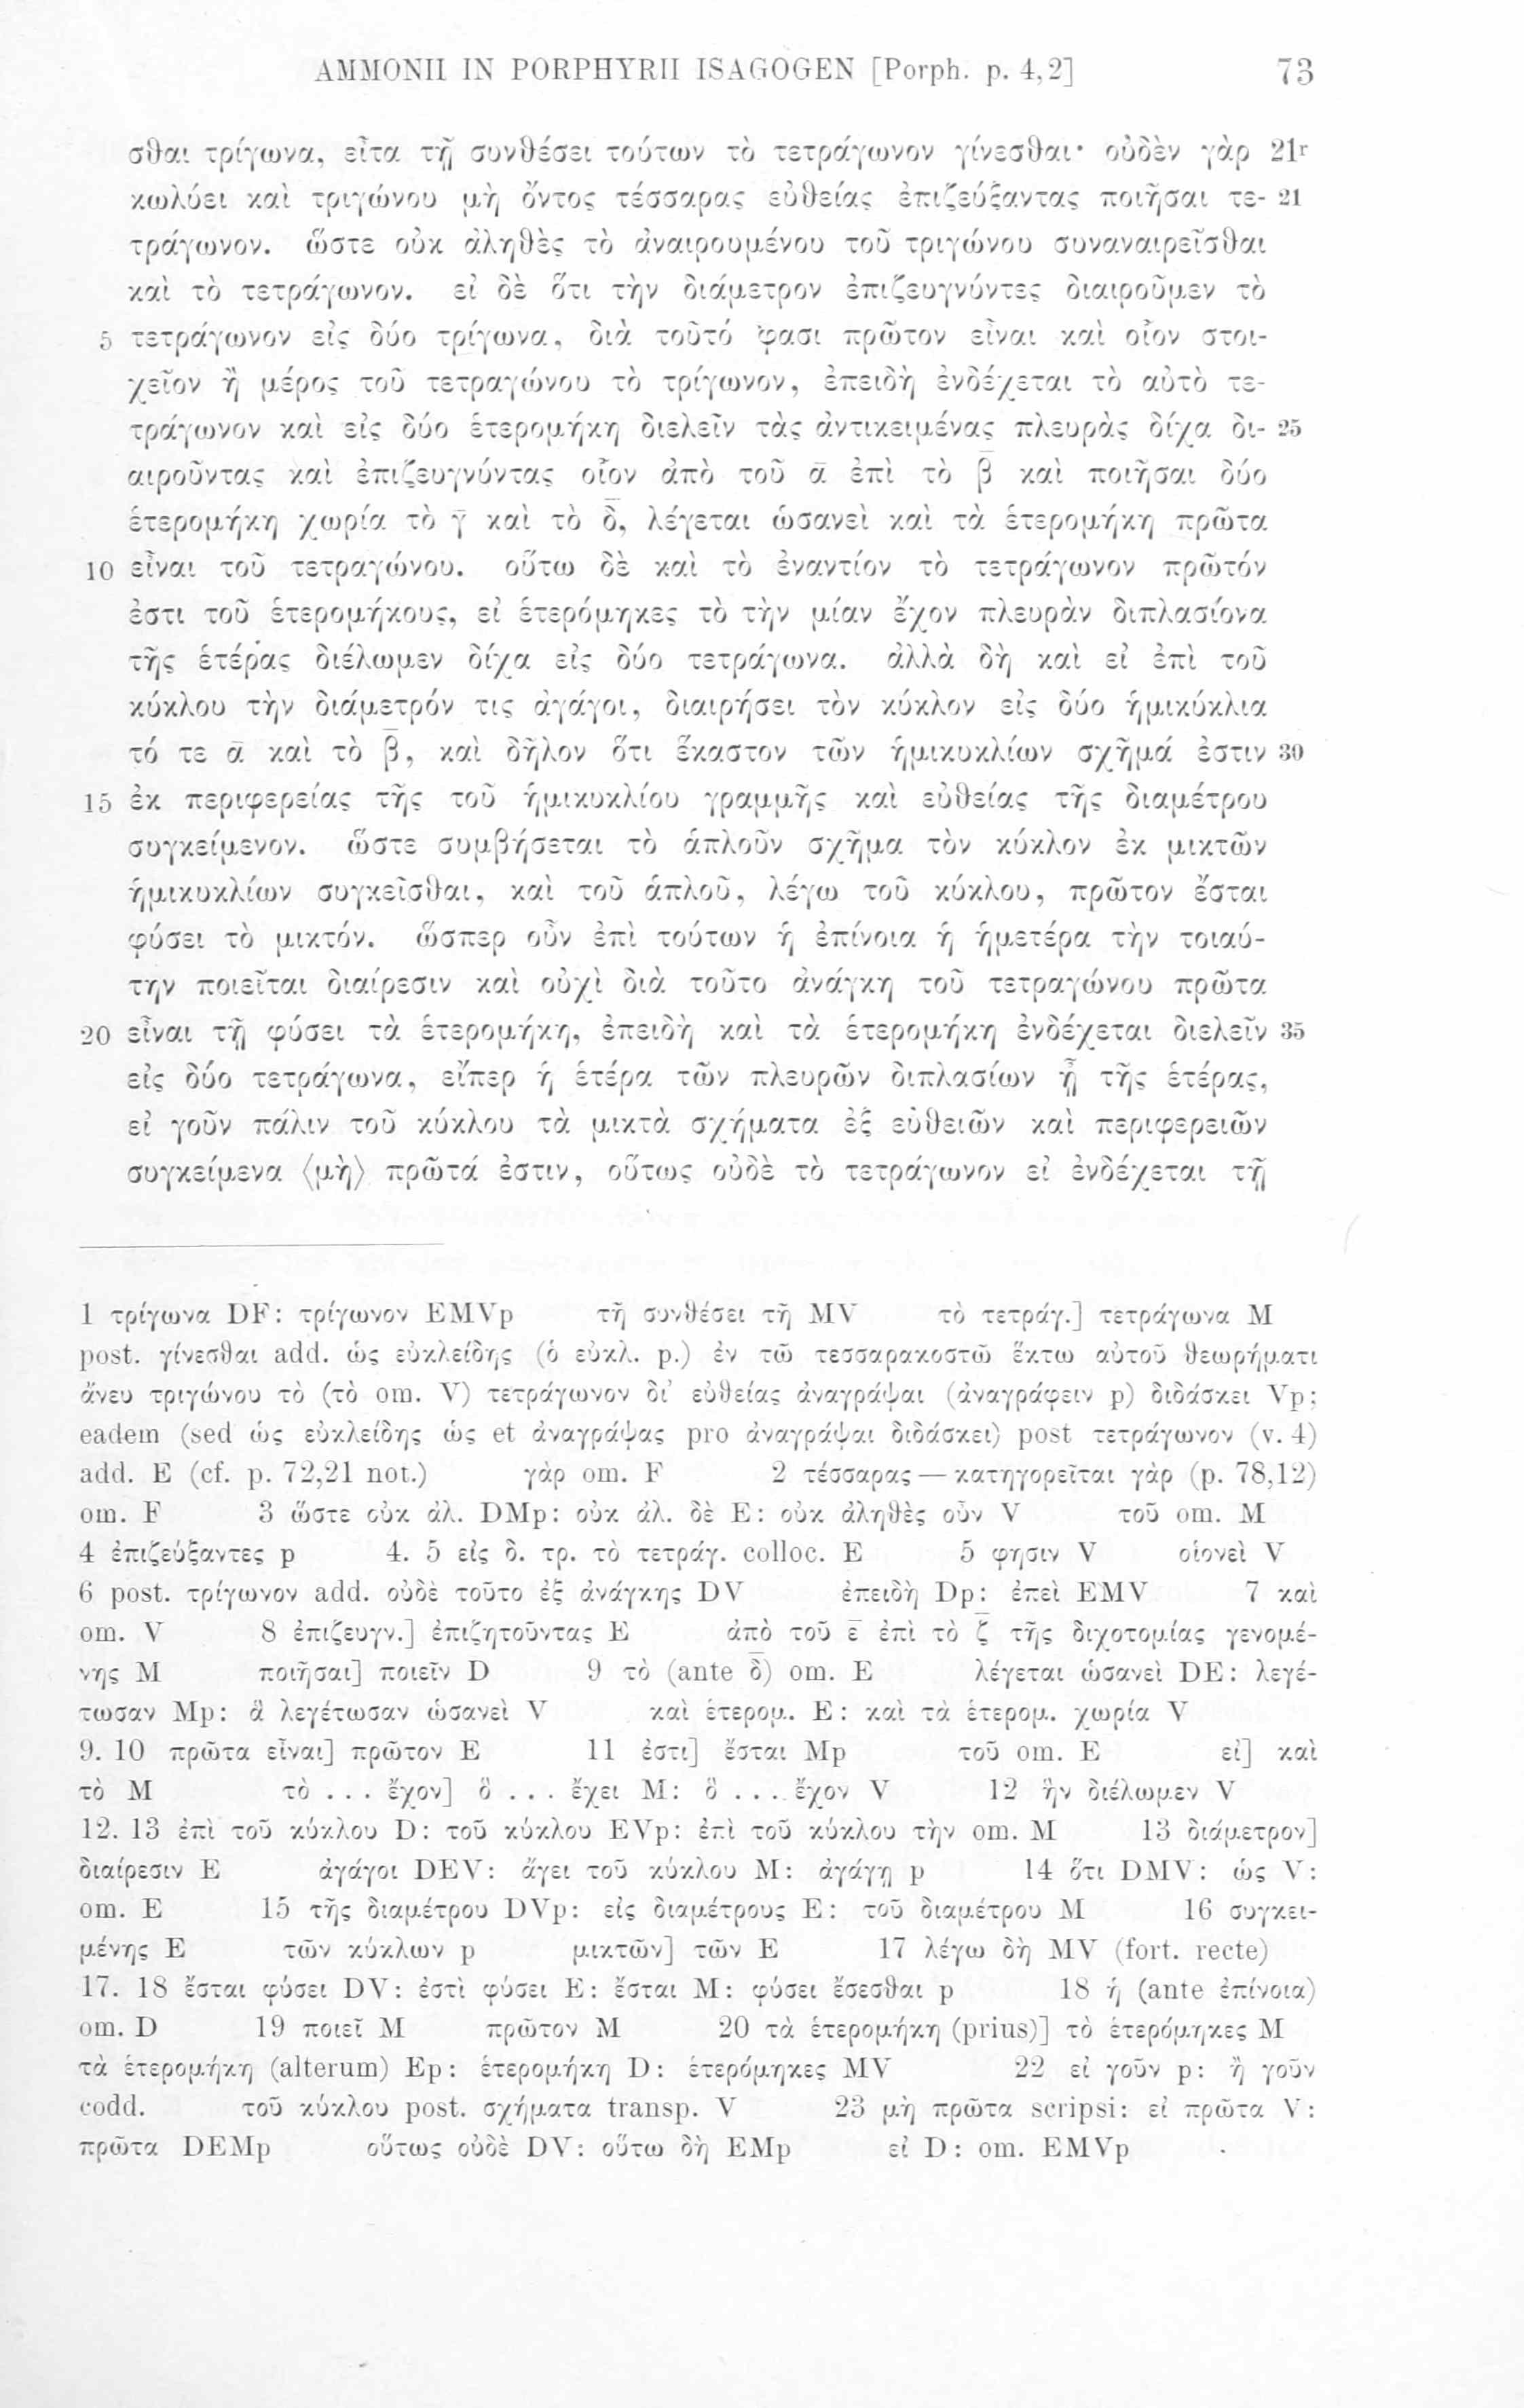 AMMONII IN PORPHYRII ISAGOGEN [Porph. p. 4,2] 73
σθαι τρίγωνα, εἶτα τῇ συνθέσει τούτων τὸ τετράγωνον γίνεσθαι· οὐδὲν γὰρ 21r
κωλύει καὶ τριγώνου μὴ ὄντος τέσσαρας εὐθείας ἐπιζεύξαντας ποιῆσαι τε- 21
τράγωνον. ὥστε οὐκ ἀληθὲς τὸ ἀναιρουμένου τοῦ τριγώνου συναναιρεῖσθαι
καὶ τὸ τετράγωνον. εἰ δὲ ὅτι τὴν διάμετρον ἐπιζευγνύντες διαιροῦμεν τὸ
5 τετράγωνον εἰς δύο τρίγωνα, διὰ τοῦτό φασι πρῶτον εἶναι καὶ οἷον στοι-
χεῖον ἢ μέρος τοῦ τετραγώνου τὸ τρίγωνον, ἐπειδὴ ἐνδέχεται τὸ αὐτὸ τε-
τράγωνον καὶ εἰς δύο ἑτερομήκη διελεῖν τὰς ἀντικειμένας πλευρὰς δίχα δι- 25
αιροῦντας καὶ ἐπιζευγνύντας οἷον ἀπὸ τοῦ ᾱ ἐπὶ τὸ β̄ καὶ ποιῆσαι δύο
ἑτερομήκη χωρία τὸ γ̄ καὶ τὸ δ̄, λέγεται ὡσανεὶ καὶ τὰ ἑτερομήκη πρῶτα
10 εἶναι τοῦ τετραγώνου. οὕτω δὲ καὶ τὸ ἐναντίον τὸ τετράγωνον πρῶτόν
ἐστι τοῦ ἑτερομήκους, εἰ ἑτερόμηκες τὸ τὴν μίαν ἔχον πλευρὰν διπλασίονα
τῆς ἑτέρας διέλωμεν δίχα εἰς δύο τετράγωνα. ἀλλὰ δὴ καὶ εἰ ἐπὶ τοῦ
κύκλου τὴν διάμετρόν τις ἀγάγοι, διαιρήσει τὸν κύκλον εἰς δύο ἡμικύκλια
τό τε ᾱ καὶ τὸ β̄, καὶ δῆλον ὅτι ἕκαστον τῶν ἡμικυκλίων σχῆμά ἐστιν 30
15 ἐκ περιφερείας τῆς τοῦ ἡμικυκλίου γραμμῆς καὶ εὐθείας τῆς διαμέτρου
συγκείμενον. ὥστε συμβήσεται τὸ ἁπλοῦν σχῆμα τὸν κύκλον ἐκ μικτῶν
ἡμικυκλίων συγκεῖσθαι, καὶ τοῦ ἁπλοῦ, λέγω τοῦ κύκλου, πρῶτον ἔσται
φύσει τὸ μικτόν. ὥσπερ οὖν ἐπὶ τούτων ἡ ἐπίνοια ἡ ἡμετέρα τὴν τοιαύ-
την ποιεῖται διαίρεσιν καὶ οὐχὶ διὰ τοῦτο ἀνάγκη τοῦ τετραγώνου πρῶτα
20 εἶναι τῇ φύσει τὰ ἑτερομήκη, ἐπειδὴ καὶ τὰ ἑτερομήκη ἐνδέχεται διελεῖν 35
εἰς δύο τετράγωνα, εἴπερ ἡ ἑτέρα τῶν πλευρῶν διπλασίων ᾖ τῆς ἑτέρας,
εἰ γοῦν πάλιν τοῦ κύκλου τὰ μικτὰ σχήματα ἐξ εὐθειῶν καὶ περιφερειῶν
συγκείμενα ⟨μὴ⟩ πρῶτά ἐστιν, οὕτως οὐδὲ τὸ τετράγωνον εἰ ἐνδέχεται τῇ
1 τρίγωνα DF: τρίγωνον EMVp τῇ συνθέσει τῇ MV τὸ τετράγ.] τετράγωνα M
post. γίνεσθαι add. ὡς εὐκλείδης (ὁ εὐκλ. p.) ἐν τῶ τεσσαρακοστῶ ἕκτω αὐτοῦ θεωρήματι
ἄνευ τριγώνου τὸ (τὸ om. V) τετράγωνον δι' εὐθείας ἀναγράψαι (ἀναγράφειν p) διδάσκει Vp;
eadem (sed ὡς εὐκλείδης ὡς et ἀναγράψας pro ἀναγράψαι διδάσκει) post τετράγωνον (v. 4)
add. E (cf. p. 72,21 not.) γὰρ om. F 2 τέσσαρας — κατηγορεῖται γὰρ (p. 78,12)
om. F 3 ὥστε οὐκ ἀλ. DMp: οὐκ ἀλ. δὲ E: οὐκ ἀληθὲς οὖν V τοῦ om. M
4 ἐπιζεύξαντες p 4. 5 εἰς δ. τρ. τὸ τετράγ. colloc. E 5 φησιν V οἱονεὶ V
6 post. τρίγωνον add. οὐδὲ τοῦτο ἐξ ἀνάγκης DV ἐπειδὴ Dp: ἐπεὶ EMV 7 καὶ
om. V 8 ἐπιζευγν.] ἐπιζητοῦντας E ἀπὸ τοῦ ε̄ ἐπὶ τὸ ζ̄ τῆς διχοτομίας γενομέ-
νης M ποιῆσαι] ποιεῖν D 9 τὸ (ante δ̄) om. E λέγεται ὡσανεὶ DE: λεγέ-
τωσαν Mp: ἃ λεγέτωσαν ὡσανεὶ V καὶ ἑτερομ. E: καὶ τὰ ἑτερομ. χωρία V
9. 10 πρῶτα εἶναι] πρῶτον E 11 ἐστι] ἔσται Mp τοῦ om. E εἰ] καὶ
τὸ M τὸ ... ἔχον] ὃ ... ἔχει M: ὃ ... ἔχον V 12 ἢν διέλωμεν V
12. 13 ἐπὶ τοῦ κύκλου D: τοῦ κύκλου EVp: ἐπὶ τοῦ κύκλου τὴν om. M 13 διάμετρον]
διαίρεσιν E ἀγάγοι DEV: ἄγει τοῦ κύκλου M: ἀγάγῃ p 14 ὅτι DMV: ὡς V:
om. E 15 τῆς διαμέτρου DVp: εἰς διαμέτρους E: τοῦ διαμέτρου M 16 συγκει-
μένης E τῶν κύκλων p μικτῶν] τῶν E 17 λέγω δὴ MV (fort. recte)
17. 18 ἔσται φύσει DV: ἐστὶ φύσει E: ἔσται M: φύσει ἔσεσθαι p 18 ἡ (ante ἐπίνοια)
om. D 19 ποιεῖ M πρῶτον M 20 τὰ ἑτερομήκη (prius)] τὸ ἑτερόμηκες M
τὰ ἑτερομήκη (alterum) Ep: ἑτερομήκη D: ἑτερόμηκες MV 22 εἰ γοῦν p: ἢ γοῦν
codd. τοῦ κύκλου post. σχήματα transp. V 23 μὴ πρῶτα scripsi: εἰ πρῶτα V:
πρῶτα DEMp οὕτως οὐδὲ DV: οὕτω δὴ EMp εἰ D: om. EMVp